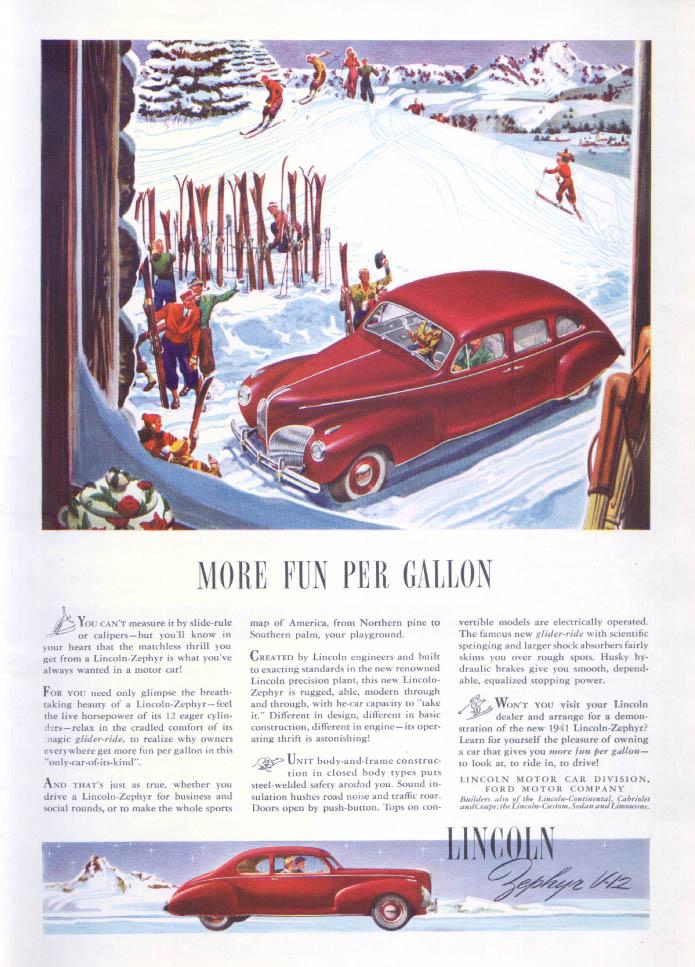 MORE FUN PER GALLON
YOU CAN'T measure it by slide-rule
or calipers—but you'll know in
your heart that the matchless thrill you
get from a Lincoln-Zephyr is what you've
always wanted in a motor car!
FOR YOU need only glimpse the breath-
taking beauty of a Lincoln-Zephyr—feel
the live horsepower of its 12 eager cylin-
ders—relax in the cradled comfort of its
magic glider-ride, to realize why owners
everywhere get more fun per gallon in this
"only-car-of-its-kind".
AND THAT'S just as true, whether you
drive a Lincoln-Zephyr for business and
social rounds, or to make the whole sports
map of America, from Northern pine to
Southern palm, your playground.
CREATED by Lincoln engineers and built
to exacting standards in the new renowned
Lincoln precision plant, this new Lincoln-
Zephyr is rugged, able, modern through
and through, with he-car capacity to "take
it." Different in design, different in basic
construction, different in engine—its oper-
ating thrift is astonishing!
UNIT body-and-frame construc-
tion in closed body types puts
steel-welded safety around you. Sound in-
sulation hushes road noise and traffic roar.
Doors open by push-button. Tops on con-
vertible models are electrically operated.
The famous new glider-ride with scientific
springing and larger shock absorbers fairly
skims you over rough spots. Husky hy-
draulic brakes give you smooth, depend-
able, equalized stopping power.
WON'T YOU visit your Lincoln
dealer and arrange for a demon-
stration of the new 1941 Lincoln-Zephyr?
Learn for yourself the pleasure of owning
a car that gives you more fun per gallon—
to look at, to ride in, to drive!
LINCOLN MOTOR CAR DIVISION,
FORD MOTOR COMPANY
Builders also of the Lincoln-Continental, Cabriolet
and Coupe; the Lincoln-Custom, Sedan and Limousine.
LINCOLN
Zephyr V-12